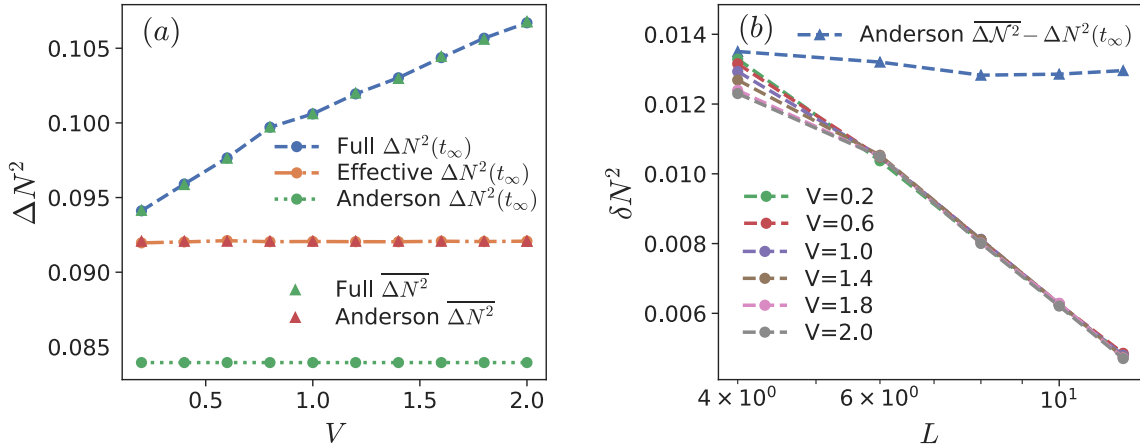 (a)
0.105
0.100
0.095
0.090
0.085
ΔN²
Full ΔN²(t∞)
Effective ΔN²(t∞)
Anderson ΔN²(t∞)
Full \overline{ΔN²}
Anderson \overline{ΔN²}
0.5
1.0
1.5
2.0
V
(b)
Anderson \overline{Δ𝒩²} − ΔN²(t∞)
0.014
0.012
0.010
0.008
0.006
δN²
V=0.2
V=0.6
V=1.0
V=1.4
V=1.8
V=2.0
4 × 10⁰
6 × 10⁰
10¹
L